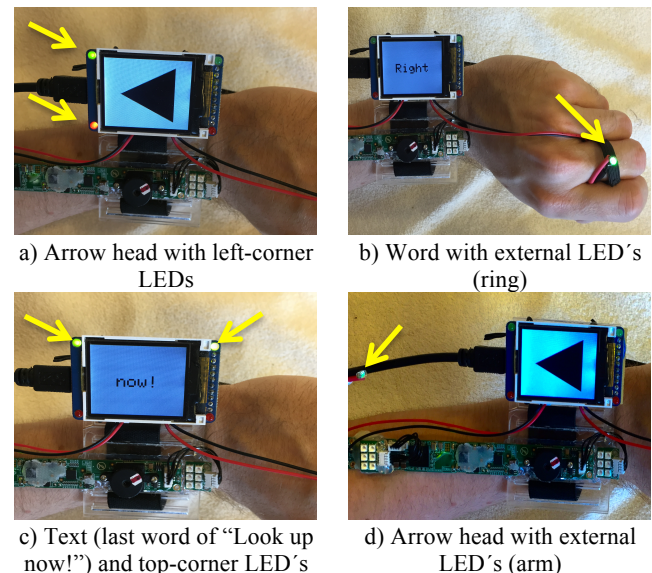 Right
a) Arrow head with left-corner
LEDs
b) Word with external LED´s
(ring)
now!
c) Text (last word of “Look up
now!”) and top-corner LED´s
d) Arrow head with external
LED´s (arm)